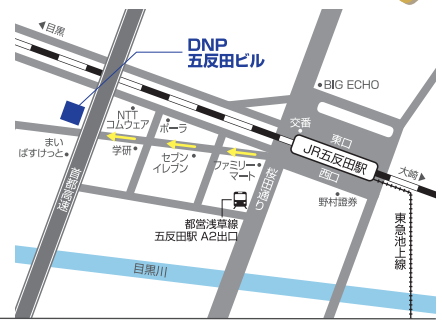 ◀目黒
DNP
五反田ビル
BIG ECHO
NTT
コムウェア
ポーラ
交番
東口
まい
ばすけっと
学研
セブン
イレブン
ファミリー
マート
JR五反田駅
大崎▶
西口
桜田通り
野村證券
首都高速
都営浅草線
五反田駅 A2出口
東急池上線
目黒川